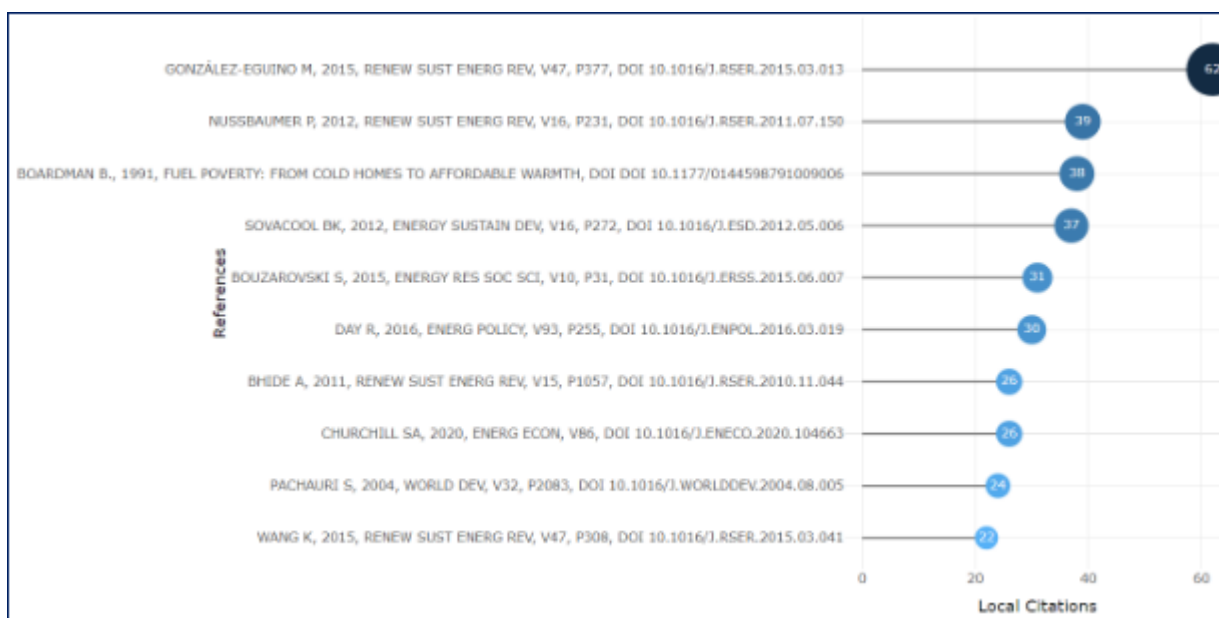 GONZÁLEZ-EGUINO M, 2015, RENEW SUST ENERG REV, V47, P377, DOI 10.1016/J.RSER.2015.03.013 62
NUSSBAUMER P, 2012, RENEW SUST ENERG REV, V16, P231, DOI 10.1016/J.RSER.2011.07.150 39
BOARDMAN B., 1991, FUEL POVERTY: FROM COLD HOMES TO AFFORDABLE WARMTH, DOI DOI 10.1177/0144598791009006 38
SOVACOOL BK, 2012, ENERGY SUSTAIN DEV, V16, P272, DOI 10.1016/J.ESD.2012.05.006 37
BOUZAROVSKI S, 2015, ENERGY RES SOC SCI, V10, P31, DOI 10.1016/J.ERSS.2015.06.007 31
DAY R, 2016, ENERG POLICY, V93, P255, DOI 10.1016/J.ENPOL.2016.03.019 30
BHIDE A, 2011, RENEW SUST ENERG REV, V15, P1057, DOI 10.1016/J.RSER.2010.11.044 26
CHURCHILL SA, 2020, ENERG ECON, V86, DOI 10.1016/J.ENECO.2020.104663 26
PACHAURI S, 2004, WORLD DEV, V32, P2083, DOI 10.1016/J.WORLDDEV.2004.08.005 24
WANG K, 2015, RENEW SUST ENERG REV, V47, P308, DOI 10.1016/J.RSER.2015.03.041 22
References
0 20 40 60
Local Citations